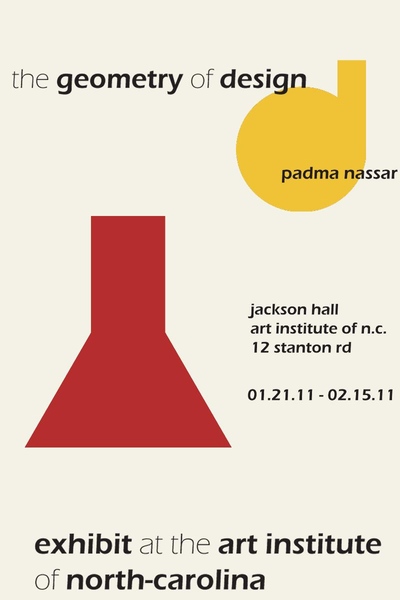 the geometry of design
padma nassar
jackson hall
art institute of n.c.
12 stanton rd
01.21.11 - 02.15.11
exhibit at the art institute
of north-carolina